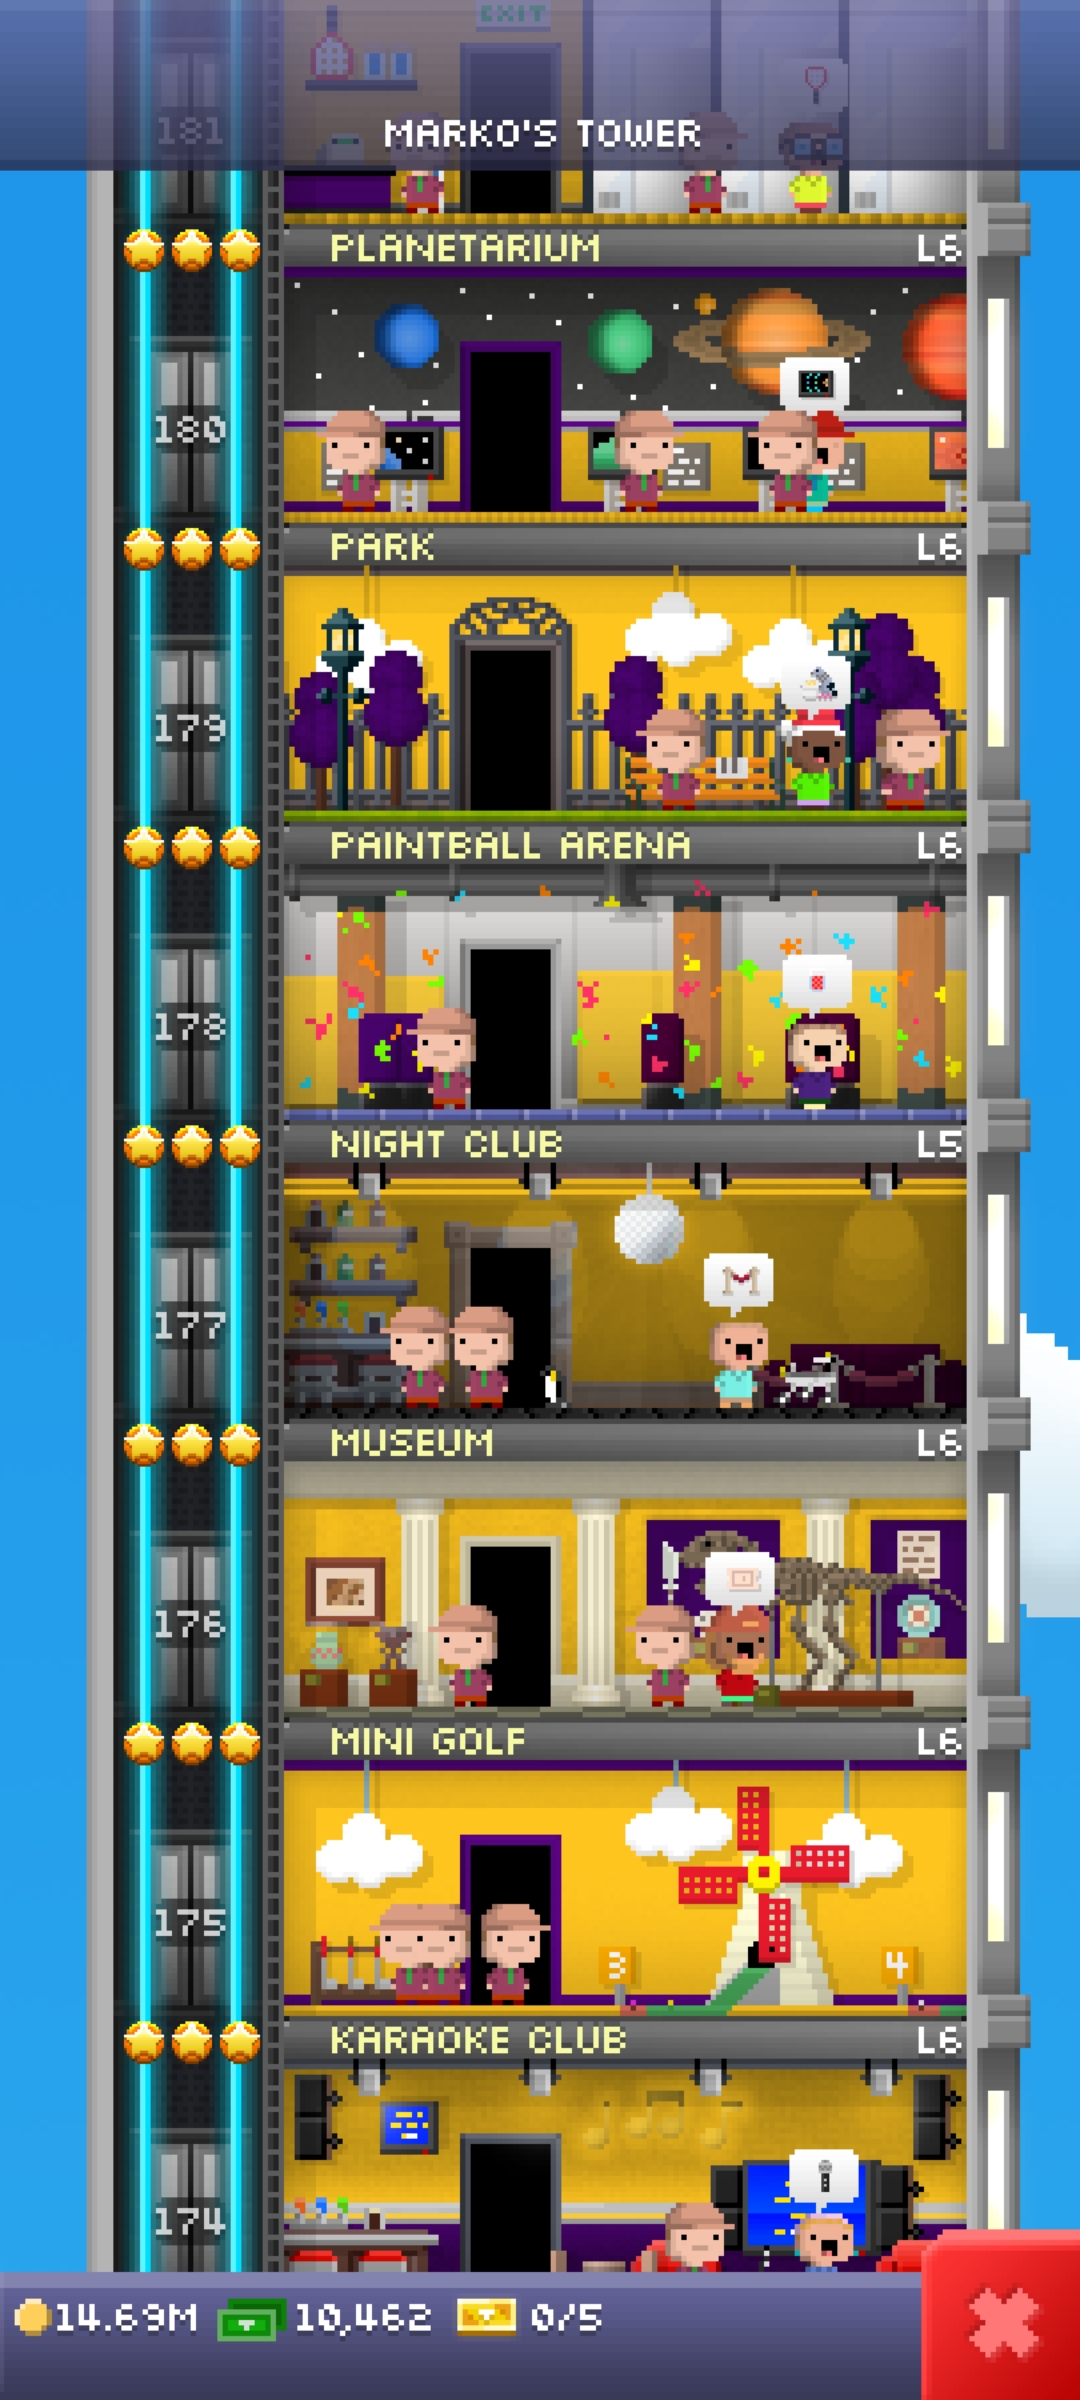 EXIT
181
MARKO'S TOWER
PLANETARIUM L6
180
PARK L6
179
PAINTBALL ARENA L6
178
NIGHT CLUB L5
177
MUSEUM L6
176
MINI GOLF L6
175
3 4
KARAOKE CLUB L6
174
14.69M 10,462 0/5